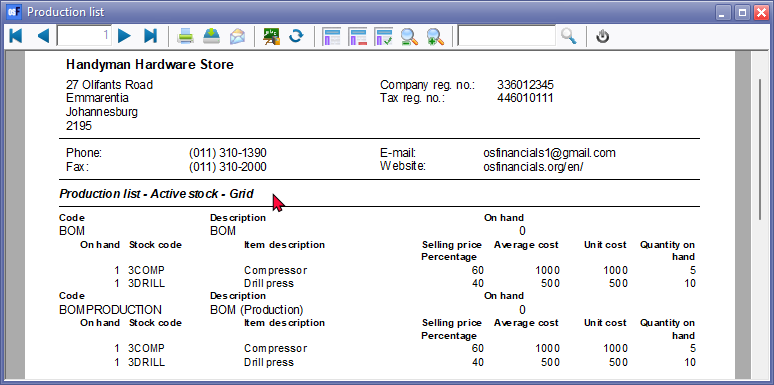 Production list
1
Handyman Hardware Store
27 Olifants Road Company reg. no.: 336012345
Emmarentia Tax reg. no.: 446010111
Johannesburg
2195
Phone: (011) 310-1390 E-mail: osfinancials1@gmail.com
Fax: (011) 310-2000 Website: osfinancials.org/en/
Production list - Active stock - Grid
Code Description On hand
BOM BOM 0
On hand Stock code Item description Selling price Average cost Unit cost Quantity on
Percentage hand
1 3COMP Compressor 60 1000 1000 5
1 3DRILL Drill press 40 500 500 10
Code Description On hand
BOMPRODUCTION BOM (Production) 0
On hand Stock code Item description Selling price Average cost Unit cost Quantity on
Percentage hand
1 3COMP Compressor 60 1000 1000 5
1 3DRILL Drill press 40 500 500 10